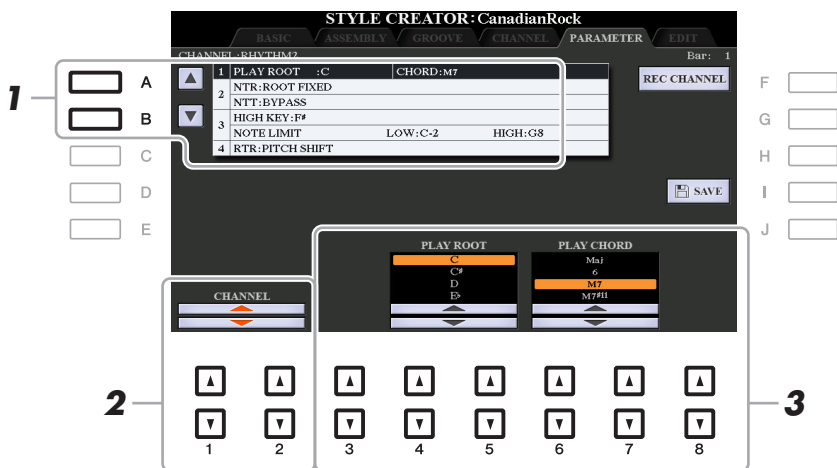 STYLE CREATOR: CanadianRock
BASIC ASSEMBLY GROOVE CHANNEL PARAMETER EDIT
CHANNEL :RHYTHM2 Bar: 1
1 PLAY ROOT :C CHORD:M7
2 NTR:ROOT FIXED
NTT:BYPASS
3 HIGH KEY:F♯
NOTE LIMIT LOW:C-2 HIGH:G8
4 RTR:PITCH SHIFT
REC CHANNEL
SAVE
1
A
B
C
D
E
F
G
H
I
J
PLAY ROOT
C
C♯
D
E♭
PLAY CHORD
Maj
6
M7
M7♯11
CHANNEL
2
3
1 2 3 4 5 6 7 8